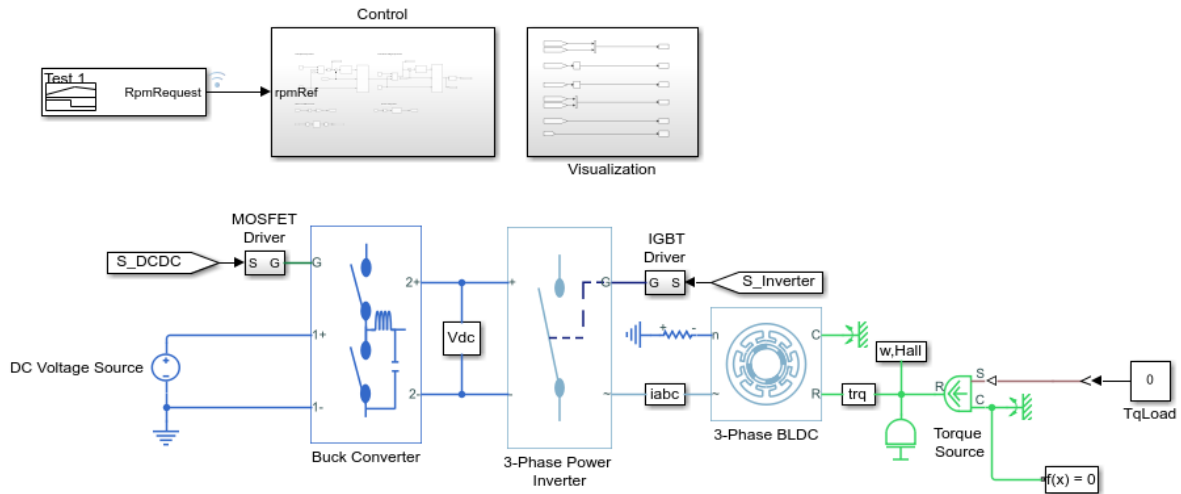 Control
Test 1
RpmRequest
rpmRef
Visualization
MOSFET
Driver
S_DCDC
S G
G
1+
1-
2+
2-
DC Voltage Source
Buck Converter
Vdc
+
-
G
~
3-Phase Power
Inverter
IGBT
Driver
G S
S_Inverter
+ -
n
C
~
R
iabc
3-Phase BLDC
trq
w,Hall
R
S
C
Torque
Source
0
TqLoad
f(x) = 0